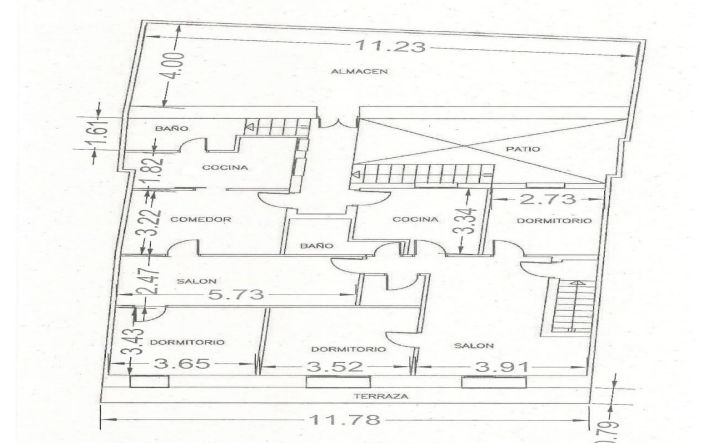 11.23
4.00
ALMACEN
1.61
BAÑO
PATIO
1.82
COCINA
2.73
3.22
COMEDOR
COCINA
3.34
DORMITORIO
BAÑO
2.47
SALON
5.73
3.43
DORMITORIO
DORMITORIO
SALON
3.65
3.52
3.91
TERRAZA
11.78
0.79